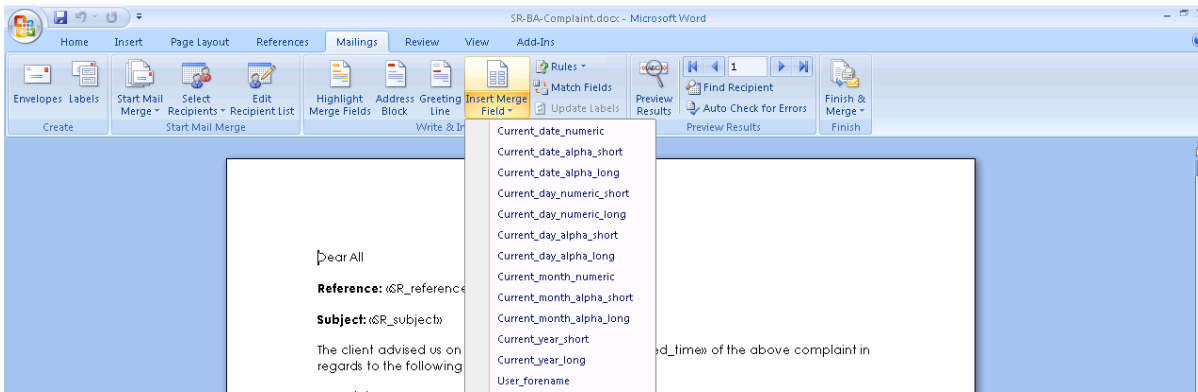 SR-BA-Complaint.docx - Microsoft Word
Home Insert Page Layout References Mailings Review View Add-Ins
Envelopes Labels
Create
Start Mail Merge
Select Recipients
Edit Recipient List
Start Mail Merge
Highlight Merge Fields
Address Block
Greeting Line
Insert Merge Field
Rules
Match Fields
Update Labels
Write & In
«ABC»
Preview Results
1
Find Recipient
Auto Check for Errors
Preview Results
Finish & Merge
Finish
Current_date_numeric
Current_date_alpha_short
Current_date_alpha_long
Current_day_numeric_short
Current_day_numeric_long
Current_day_alpha_short
Current_day_alpha_long
Current_month_numeric
Current_month_alpha_short
Current_month_alpha_long
Current_year_short
Current_year_long
User_forename
Dear All
Reference: «SR_reference
Subject: «SR_subject»
The client advised us on ed_time» of the above complaint in
regards to the following